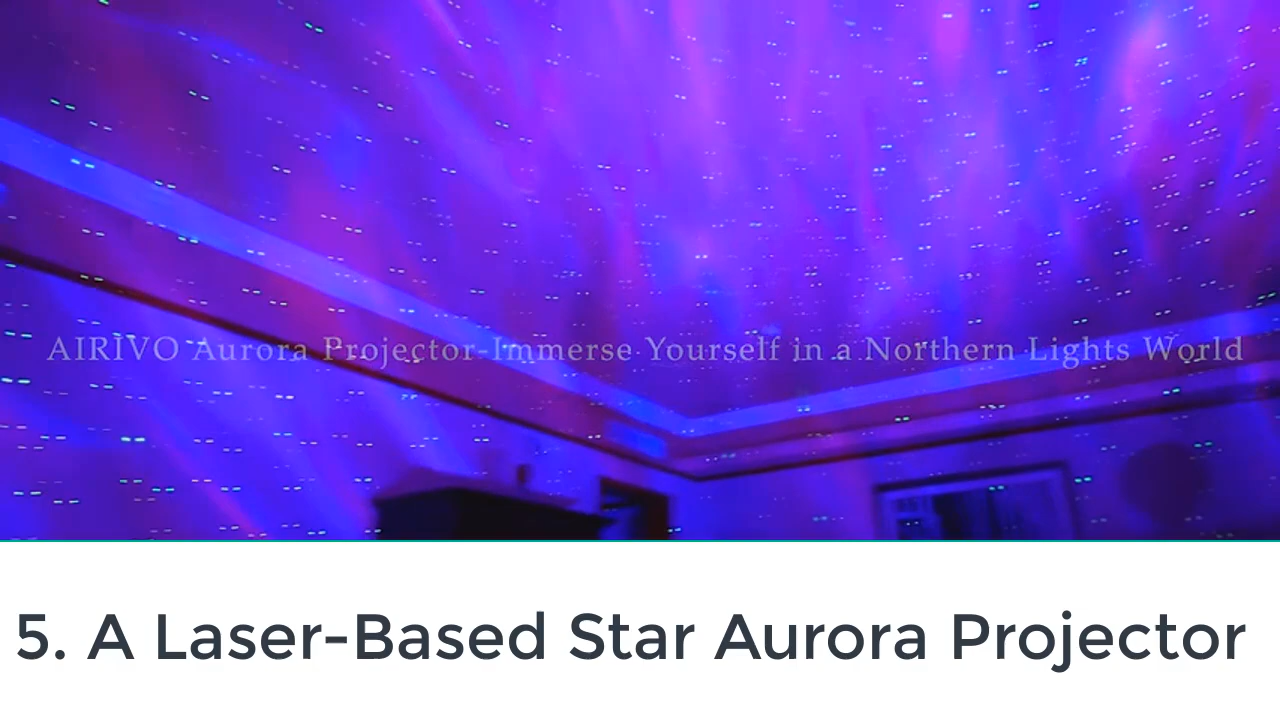 AIRIVO Aurora Projector-Immerse Yourself in a Northern Lights World
5. A Laser-Based Star Aurora Projector